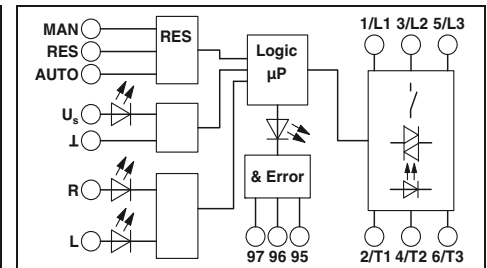 MAN
RES
AUTO
RES
Us
⊥
R
L
Logic
µP
& Error
97 96 95
1/L1 3/L2 5/L3
2/T1 4/T2 6/T3